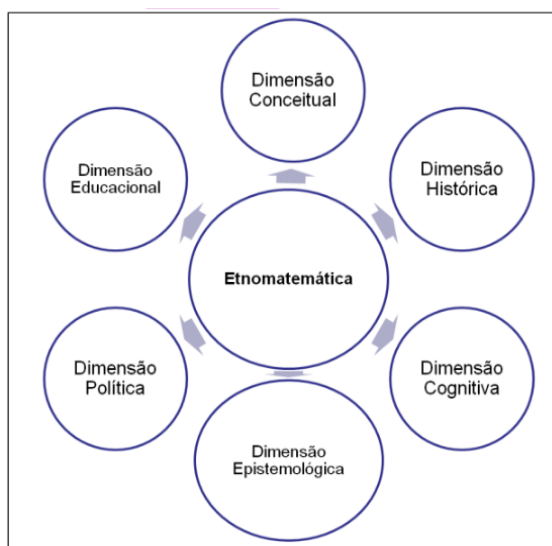 Dimensão
Conceitual
Dimensão
Educacional
Dimensão
Histórica
Etnomatemática
Dimensão
Política
Dimensão
Cognitiva
Dimensão
Epistemológica